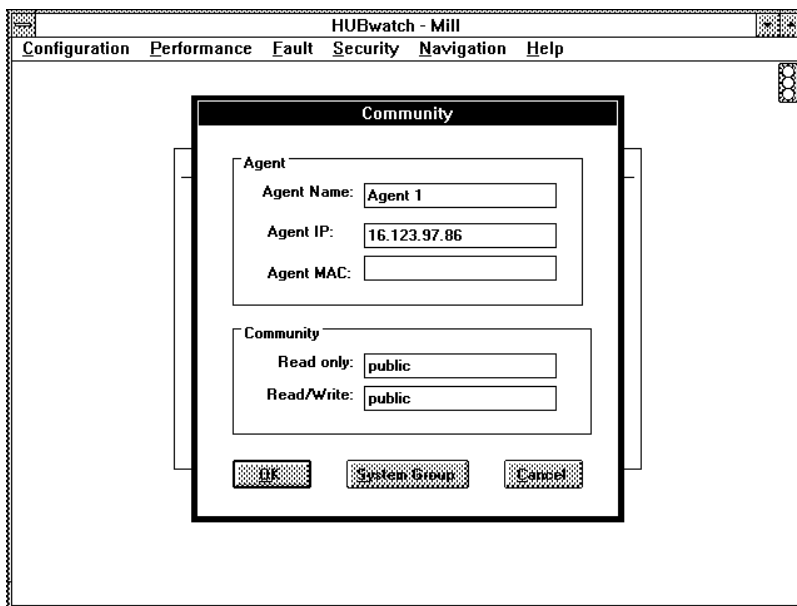 HUBwatch - Mill
Configuration Performance Fault Security Navigation Help
Community
Agent
Agent Name: Agent 1
Agent IP: 16.123.97.86
Agent MAC:
Community
Read only: public
Read/Write: public
OK System Group Cancel